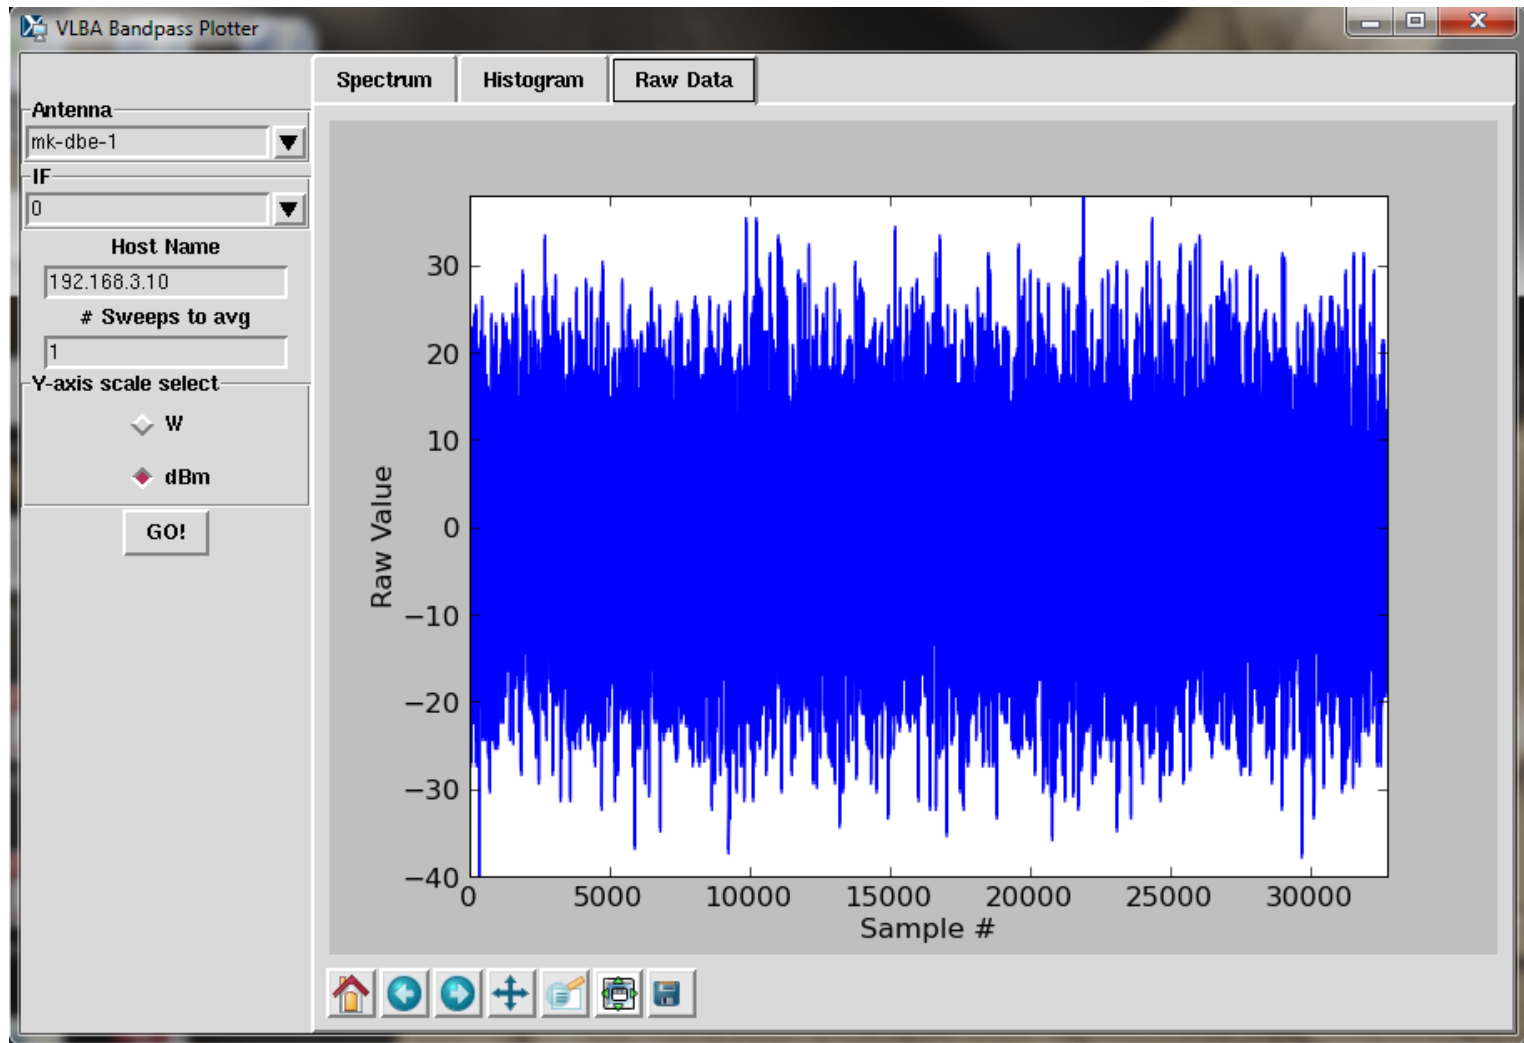 VLBA Bandpass Plotter
Spectrum Histogram Raw Data
Antenna
mk-dbe-1
IF
0
Host Name
192.168.3.10
# Sweeps to avg
1
Y-axis scale select
W
dBm
GO!
Raw Value
30
20
10
0
−10
−20
−30
−40
0 5000 10000 15000 20000 25000 30000
Sample #